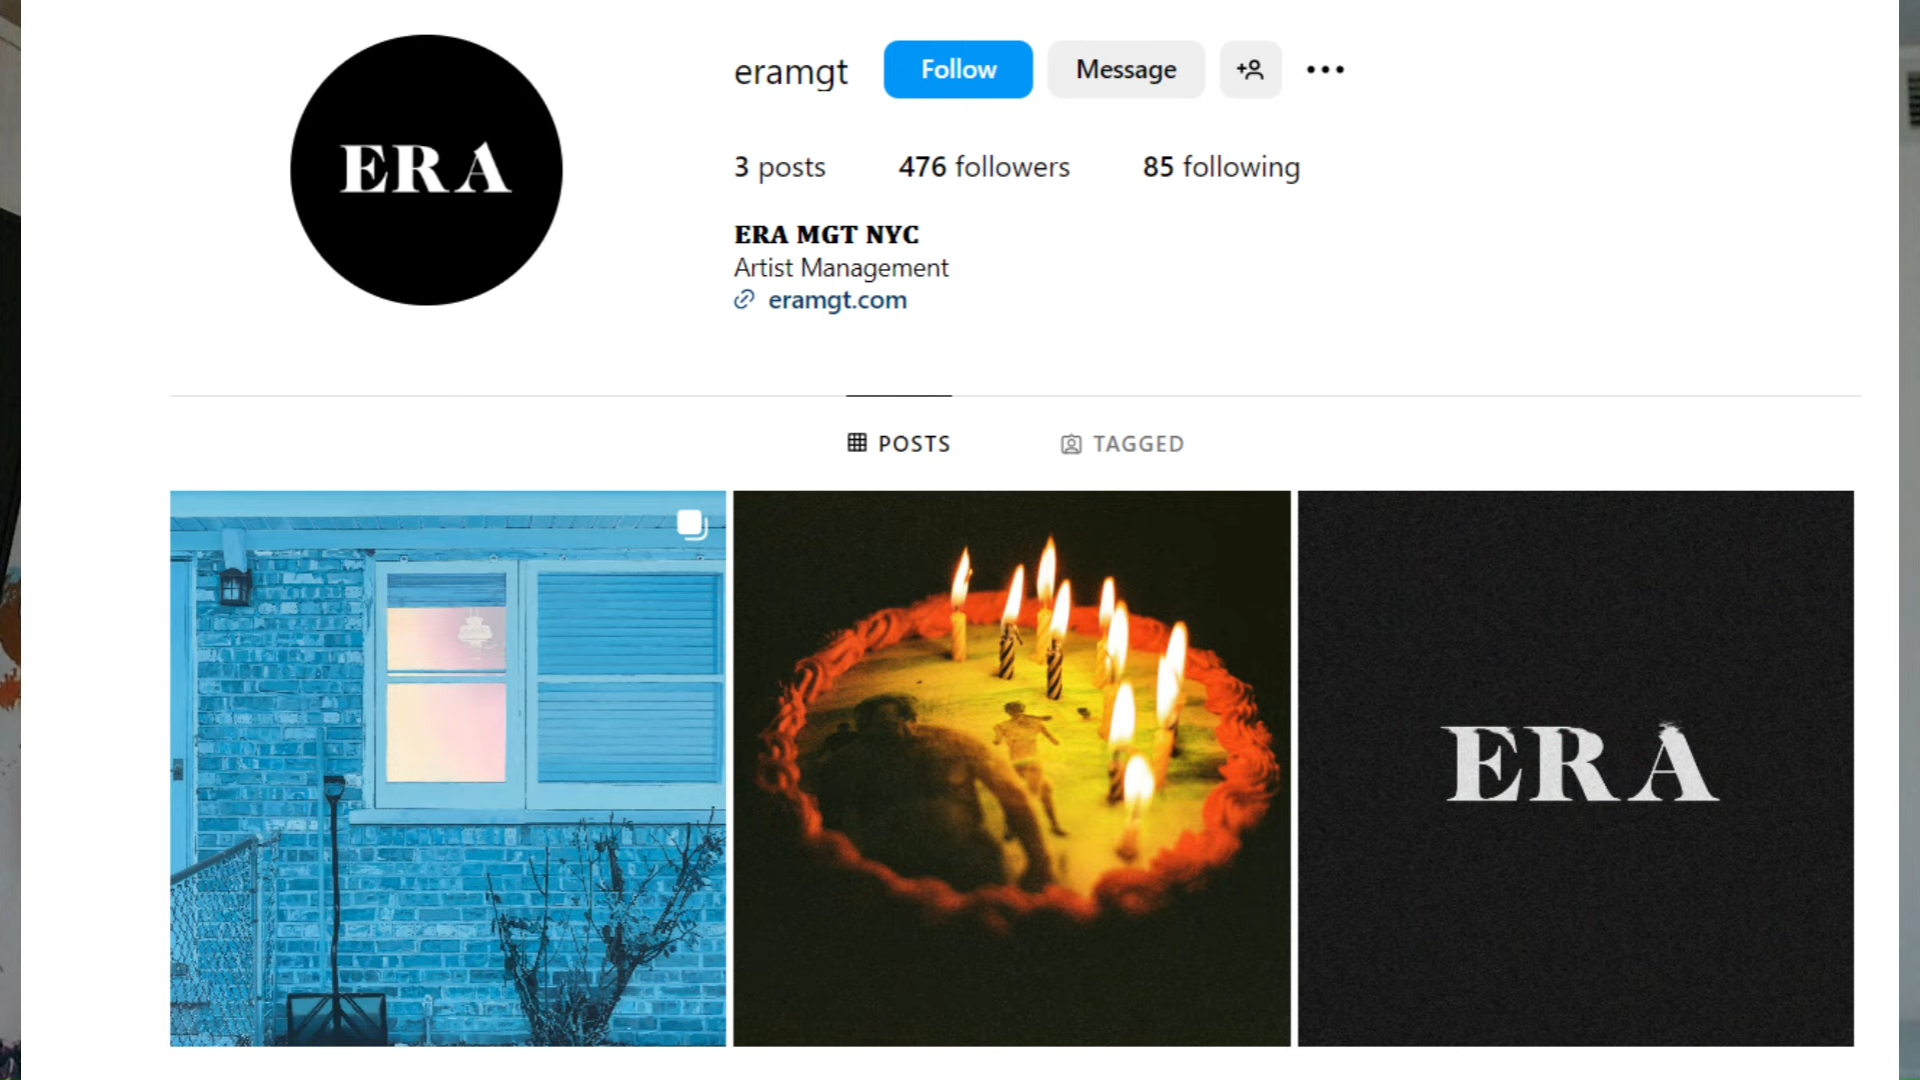 ERA
eramgt Follow Message
3 posts 476 followers 85 following
ERA MGT NYC
Artist Management
eramgt.com
POSTS TAGGED
ERA